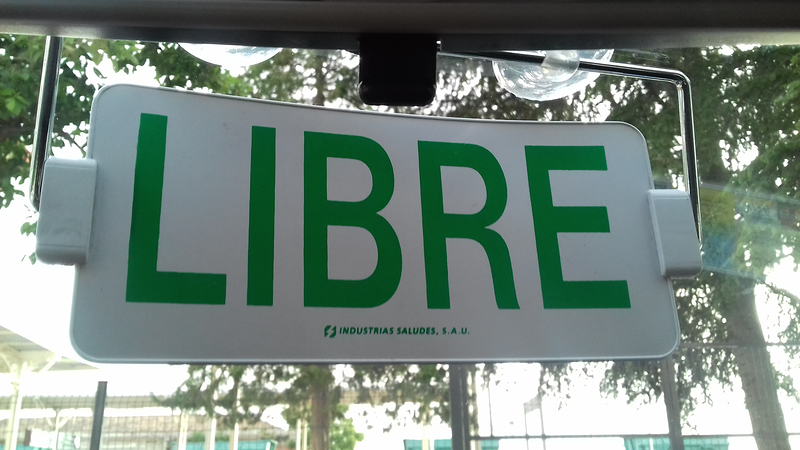 LIBRE
INDUSTRIAS SALUDES, S.A.U.